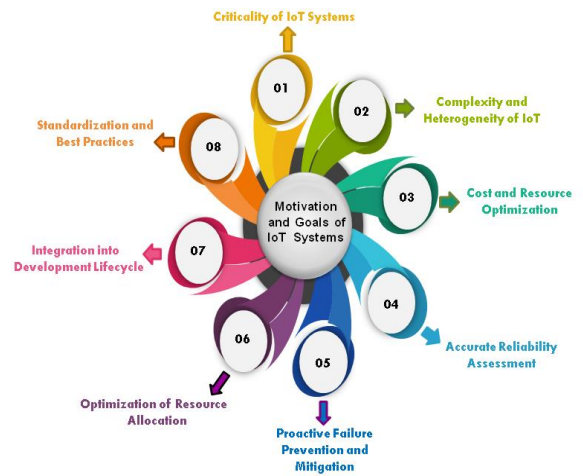 Criticality of IoT Systems
01
02
Complexity and
Heterogeneity of IoT
03
Cost and Resource
Optimization
04
Accurate Reliability
Assessment
05
Proactive Failure
Prevention and
Mitigation
06
Optimization of Resource
Allocation
07
Integration into
Development Lifecycle
08
Standardization and
Best Practices
Motivation
and Goals of
IoT Systems